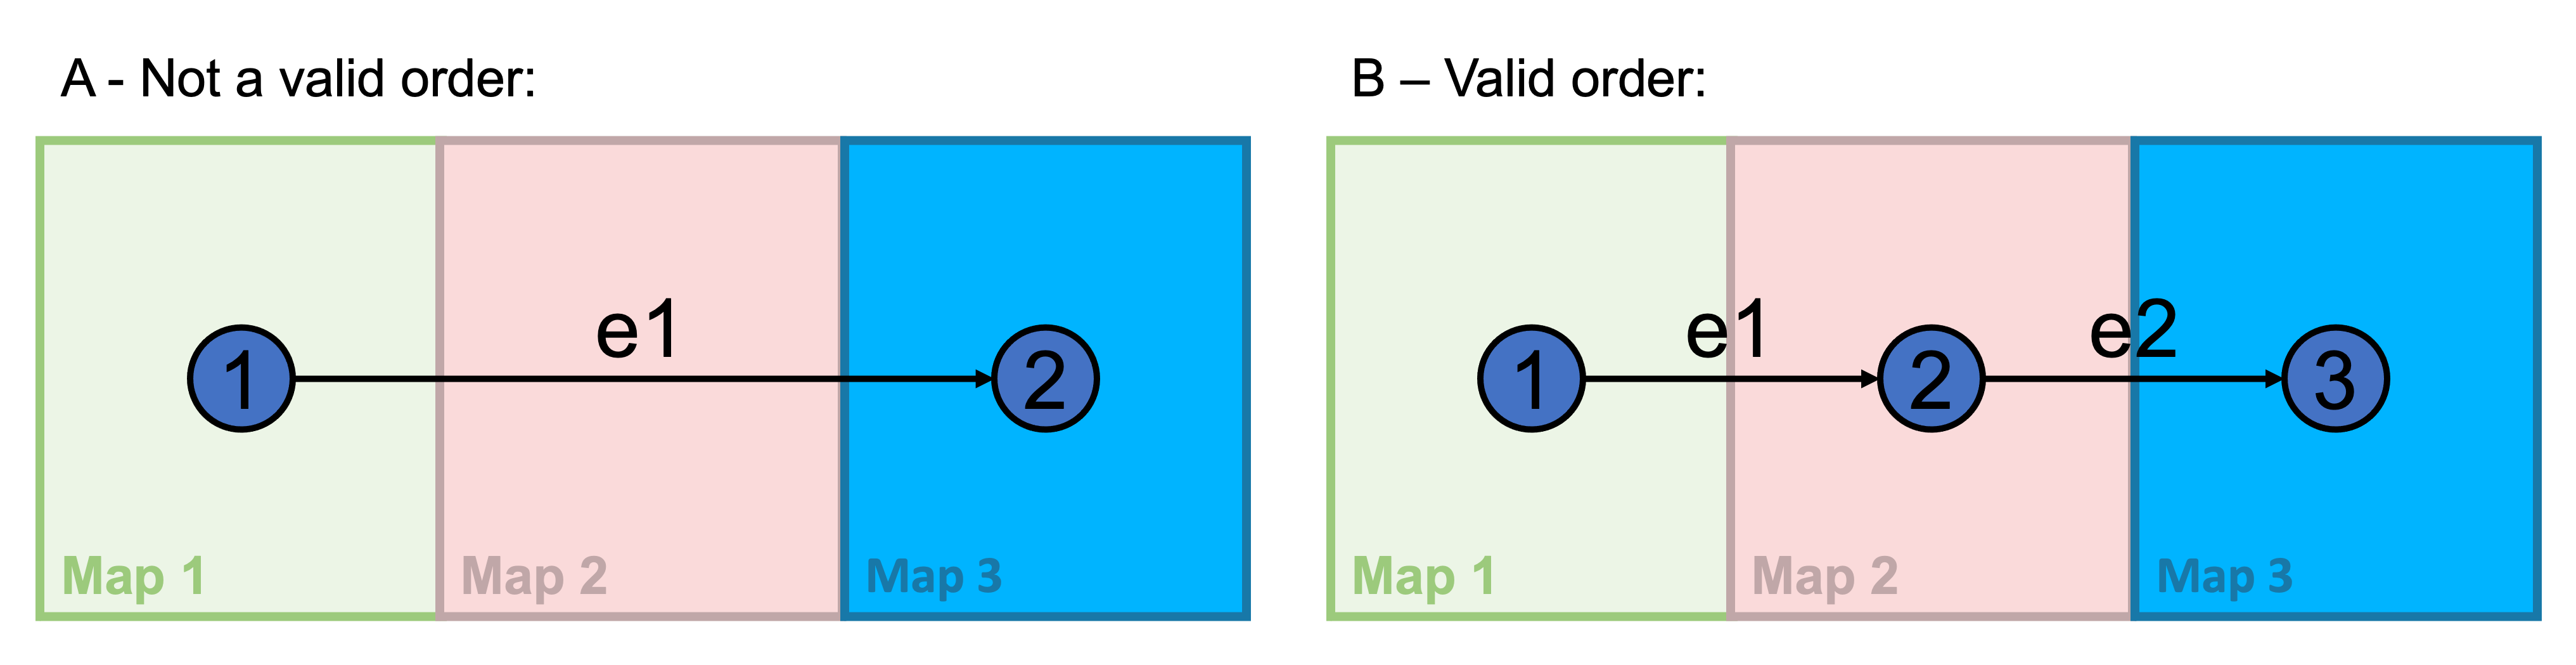 A - Not a valid order:
e1
1
2
Map 1
Map 2
Map 3
B – Valid order:
e1
e2
1
2
3
Map 1
Map 2
Map 3